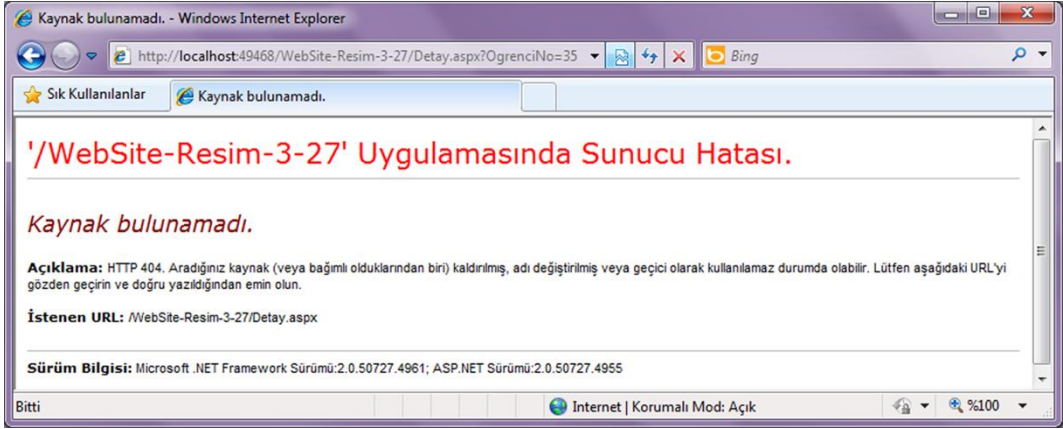 Kaynak bulunamadı. - Windows Internet Explorer
http://localhost:49468/WebSite-Resim-3-27/Detay.aspx?OgrenciNo=35
Bing
Sık Kullanılanlar
Kaynak bulunamadı.
'/WebSite-Resim-3-27' Uygulamasında Sunucu Hatası.
Kaynak bulunamadı.
Açıklama: HTTP 404. Aradığınız kaynak (veya bağımlı olduklarından biri) kaldırılmış, adı değiştirilmiş veya geçici olarak kullanılamaz durumda olabilir. Lütfen aşağıdaki URL'yi
gözden geçirin ve doğru yazıldığından emin olun.
İstenen URL: /WebSite-Resim-3-27/Detay.aspx
Sürüm Bilgisi: Microsoft .NET Framework Sürümü:2.0.50727.4961; ASP.NET Sürümü:2.0.50727.4955
Bitti
Internet | Korumalı Mod: Açık
%100